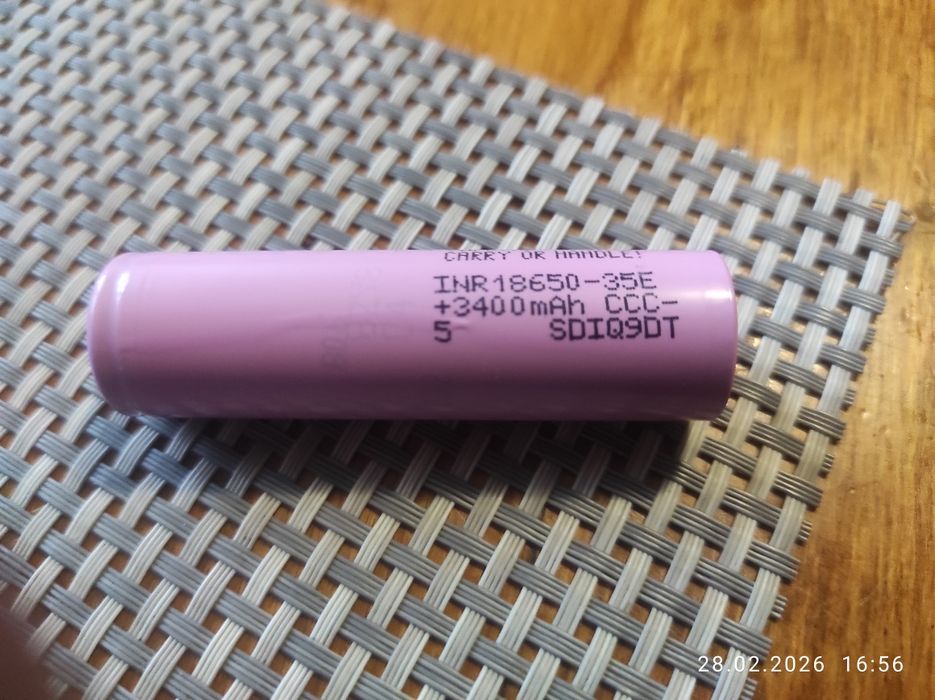 CARRY OR HANDLE!
INR18650-35E
+3400mAh CCC-
5 SDIQ9DT
28.02.2026 16:56